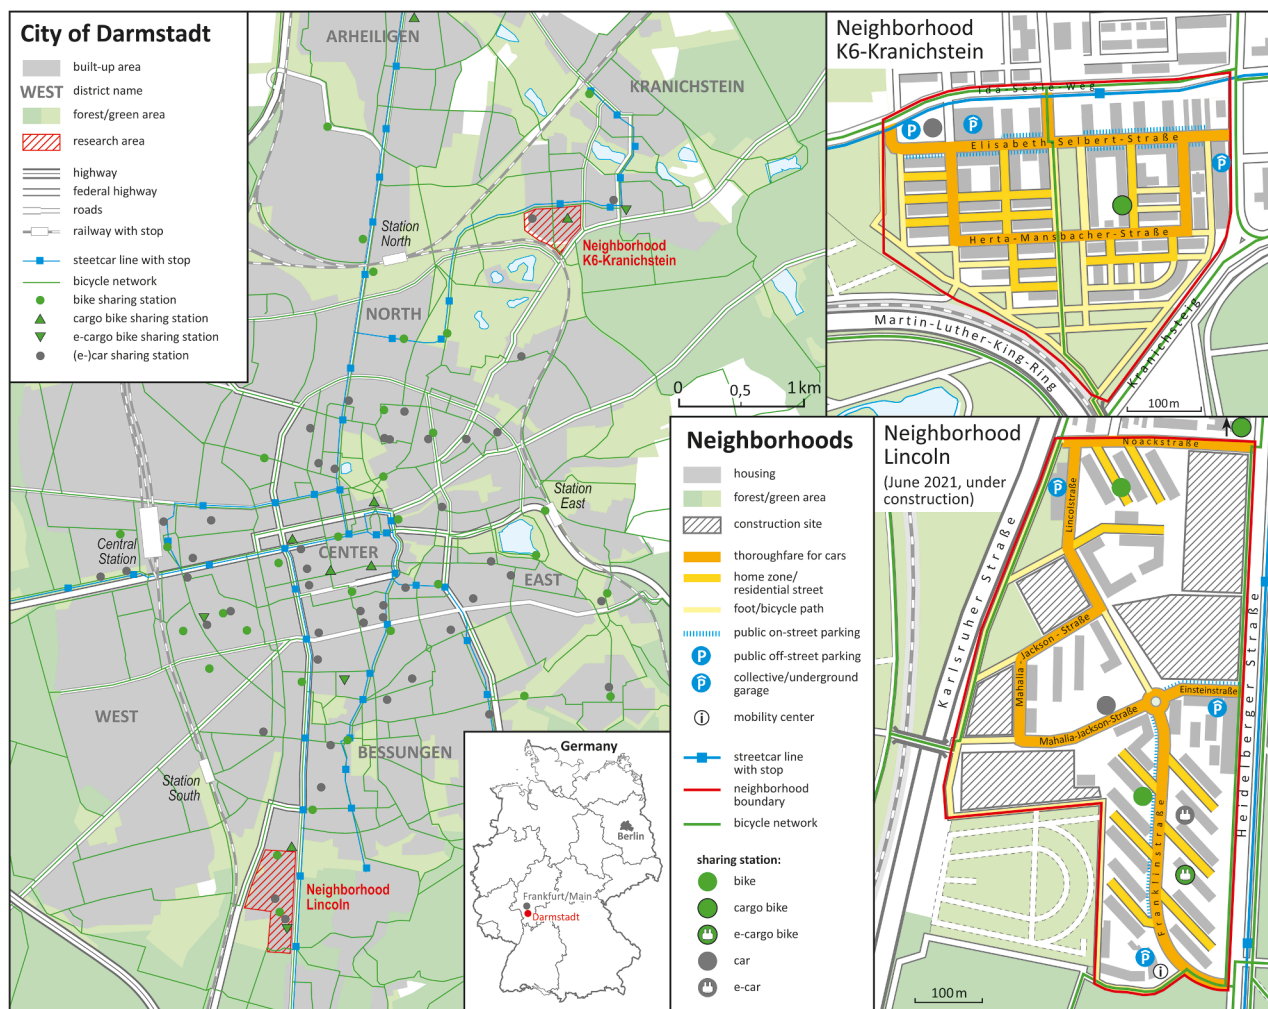 City of Darmstadt
built-up area
WEST district name
forest/green area
research area
highway
federal highway
roads
railway with stop
steetcar line with stop
bicycle network
bike sharing station
cargo bike sharing station
e-cargo bike sharing station
(e-)car sharing station
ARHEILIGEN
KRANICHSTEIN
Station
North
Neighborhood
K6-Kranichstein
NORTH
0 0,5 1 km
Station
East
Central
Station
CENTER
EAST
WEST
BESSUNGEN
Station
South
Neighborhood
Lincoln
Germany
Berlin
Frankfurt/Main
Darmstadt
Neighborhoods
housing
forest/green area
construction site
thoroughfare for cars
home zone/
residential street
foot/bicycle path
public on-street parking
P public off-street parking
P collective/underground
garage
i mobility center
streetcar line
with stop
neighborhood
boundary
bicycle network
sharing station:
bike
cargo bike
e-cargo bike
car
e-car
Neighborhood
K6-Kranichstein
Ida-Seele-Weg
P
P
Elisabeth-Selbert-Straße
P
Herta-Mansbacher-Straße
Martin-Luther-King-Ring
Kranichsteig
100 m
Neighborhood
Lincoln
(June 2021, under
construction)
Noackstraße
P
Lincolnstraße
Karlsruher Straße
Mahalia-Jackson-Straße
Einsteinstraße
P
Mahalia-Jackson-Straße
Heidelberger Straße
Franklinstraße
P
i
100 m